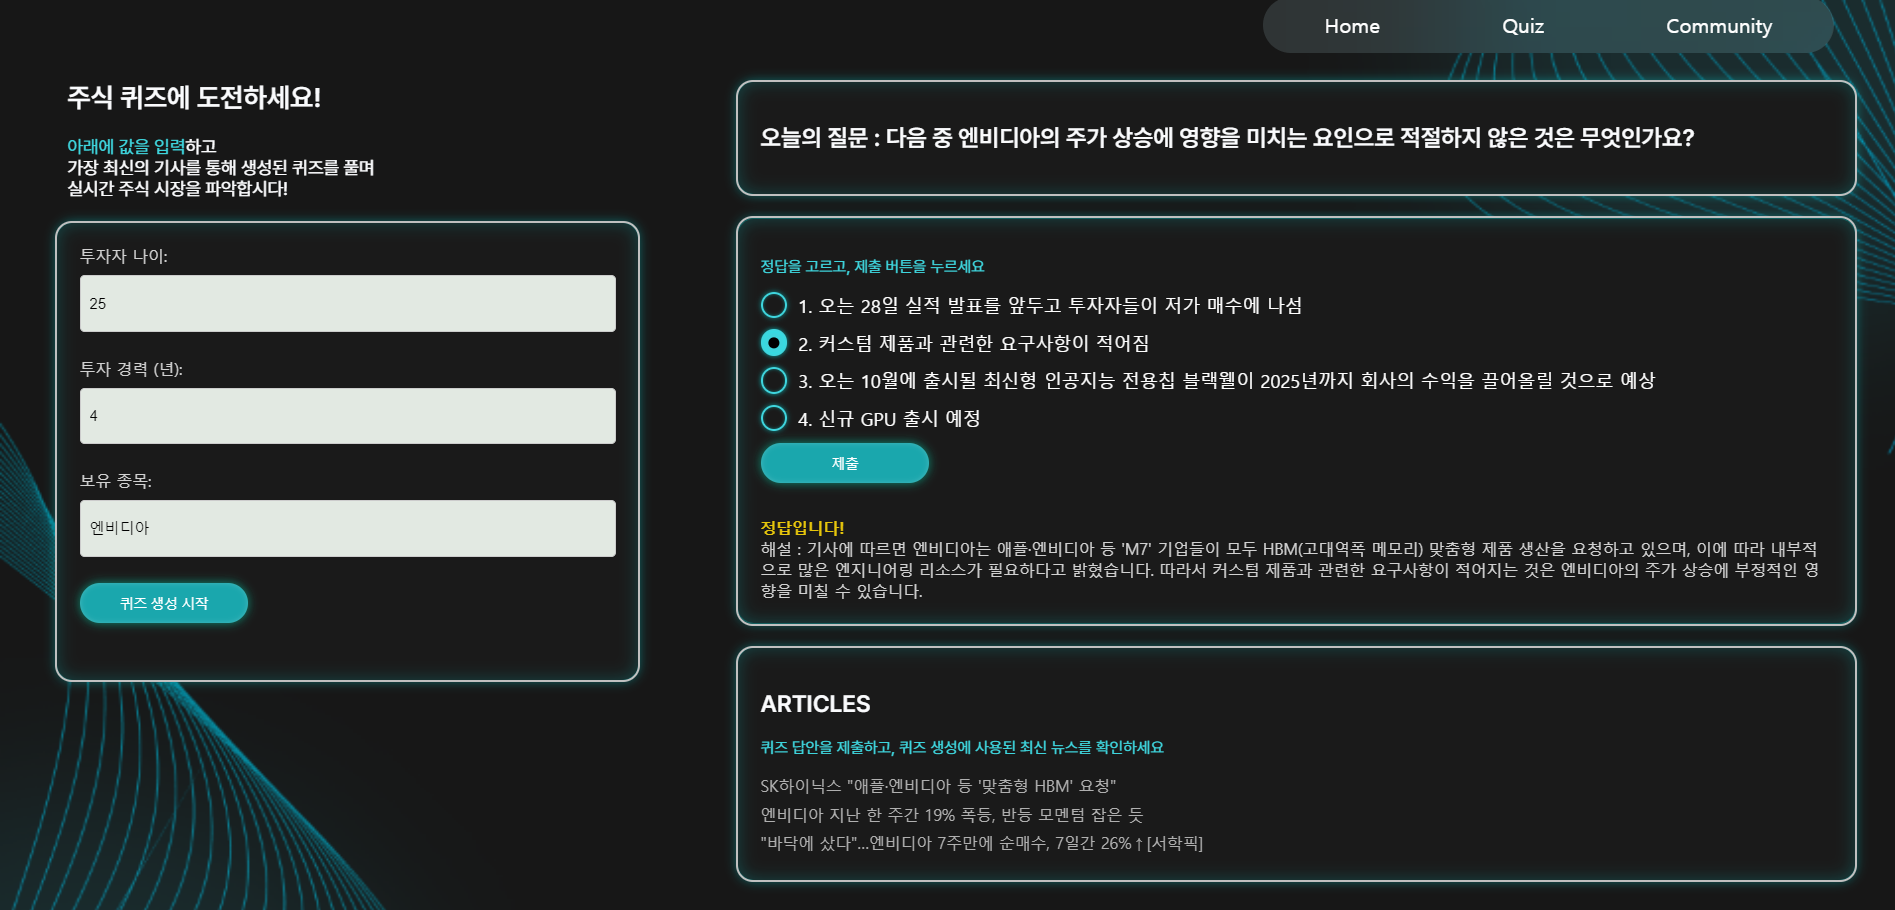 Home Quiz Community
주식 퀴즈에 도전하세요!
아래에 값을 입력하고
가장 최신의 기사를 통해 생성된 퀴즈를 풀며
실시간 주식 시장을 파악합시다!
투자자 나이:
25
투자 경력 (년):
4
보유 종목:
엔비디아
퀴즈 생성 시작
오늘의 질문 : 다음 중 엔비디아의 주가 상승에 영향을 미치는 요인으로 적절하지 않은 것은 무엇인가요?
정답을 고르고, 제출 버튼을 누르세요
1. 오는 28일 실적 발표를 앞두고 투자자들이 저가 매수에 나섬
2. 커스텀 제품과 관련한 요구사항이 적어짐
3. 오는 10월에 출시될 최신형 인공지능 전용칩 블랙웰이 2025년까지 회사의 수익을 끌어올릴 것으로 예상
4. 신규 GPU 출시 예정
제출
정답입니다!
해설 : 기사에 따르면 엔비디아는 애플·엔비디아 등 'M7' 기업들이 모두 HBM(고대역폭 메모리) 맞춤형 제품 생산을 요청하고 있으며, 이에 따라 내부적
으로 많은 엔지니어링 리소스가 필요하다고 밝혔습니다. 따라서 커스텀 제품과 관련한 요구사항이 적어지는 것은 엔비디아의 주가 상승에 부정적인 영
향을 미칠 수 있습니다.
ARTICLES
퀴즈 답안을 제출하고, 퀴즈 생성에 사용된 최신 뉴스를 확인하세요
SK하이닉스 "애플·엔비디아 등 '맞춤형 HBM' 요청"
엔비디아 지난 한 주간 19% 폭등, 반등 모멘텀 잡은 듯
"바닥에 샀다"...엔비디아 7주만에 순매수, 7일간 26%↑[서학픽]